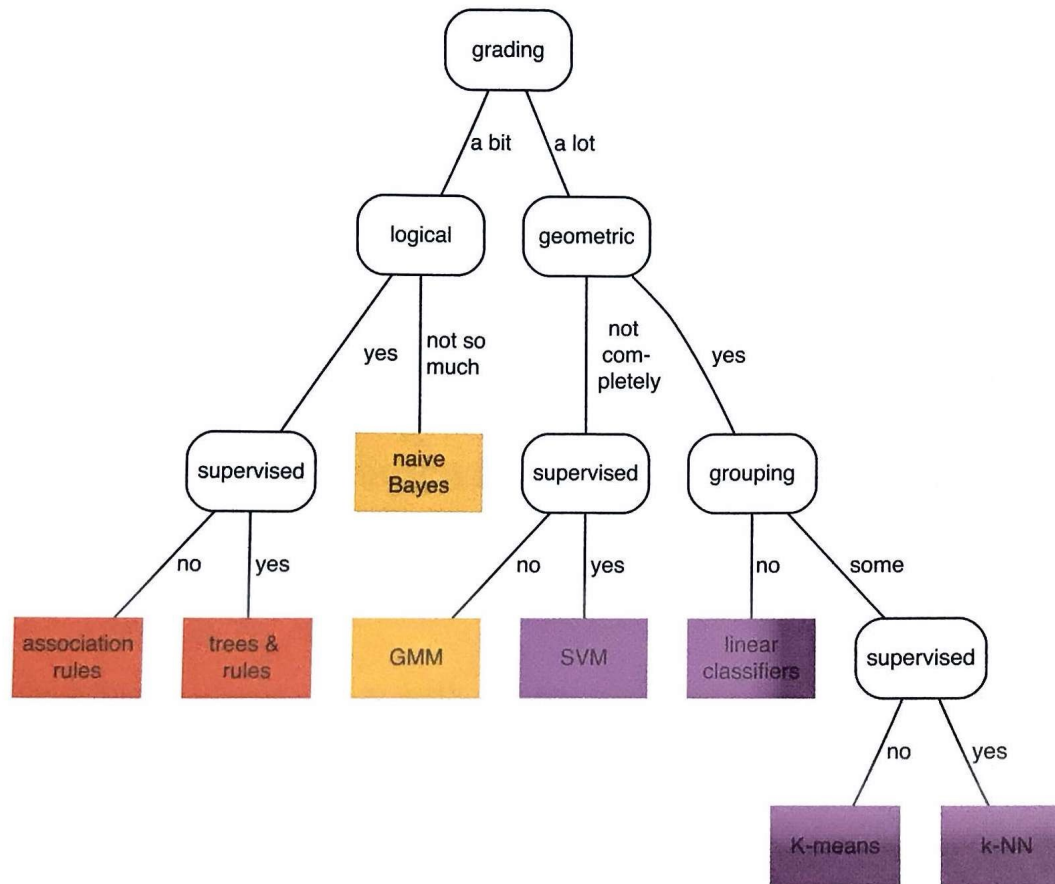 grading
a bit
a lot
logical
geometric
yes
not so
much
not
com-
pletely
yes
supervised
naive
Bayes
supervised
grouping
no
yes
no
yes
no
some
association
rules
trees &
rules
GMM
SVM
linear
classifiers
supervised
no
yes
K-means
k-NN